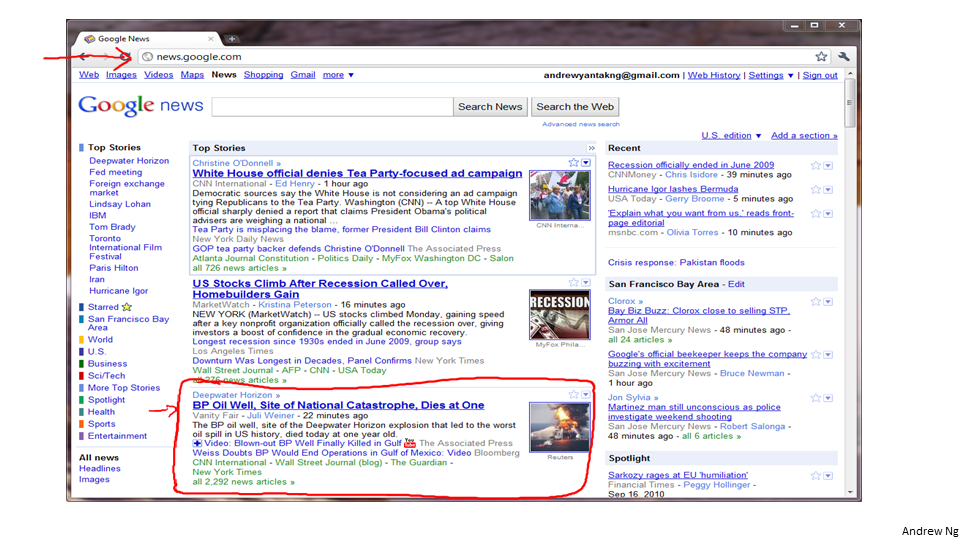 Google News
news.google.com
Web Images Videos Maps News Shopping Gmail more ▼
andrewyantakng@gmail.com | Web History | Settings ▼ | Sign out
Google news
Search News Search the Web
Advanced news search
U.S. edition ▼ Add a section »
Top Stories
Deepwater Horizon
Fed meeting
Foreign exchange
market
Lindsay Lohan
IBM
Tom Brady
Toronto
International Film
Festival
Paris Hilton
Iran
Hurricane Igor
Starred
San Francisco Bay
Area
World
U.S.
Business
Sci/Tech
More Top Stories
Spotlight
Health
Sports
Entertainment
All news
Headlines
Images
Top Stories »
Christine O'Donnell »
White House official denies Tea Party-focused ad campaign
CNN International - Ed Henry - 1 hour ago
Democratic sources say the White House is not considering an ad campaign
tying Republicans to the Tea Party. Washington (CNN) -- A top White House
official sharply denied a report that claims President Obama's political
advisers are weighing a national ...
Tea Party is misplacing the blame, former President Bill Clinton claims
New York Daily News
GOP tea party backer defends Christine O'Donnell The Associated Press
Atlanta Journal Constitution - Politics Daily - MyFox Washington DC - Salon
all 726 news articles »
CNN Interna...
US Stocks Climb After Recession Called Over,
Homebuilders Gain
MarketWatch - Kristina Peterson - 16 minutes ago
NEW YORK (MarketWatch) -- US stocks climbed Monday, gaining speed
after a key nonprofit organization officially called the recession over, giving
investors a boost of confidence in the gradual economic recovery.
Longest recession since 1930s ended in June 2009, group says
Los Angeles Times
Downturn Was Longest in Decades, Panel Confirms New York Times
Wall Street Journal - AFP - CNN - USA Today
all 276 news articles »
RECESSION
MyFox Phila...
Deepwater Horizon »
BP Oil Well, Site of National Catastrophe, Dies at One
Vanity Fair - Juli Weiner - 22 minutes ago
The BP oil well, site of the Deepwater Horizon explosion that led to the worst
oil spill in US history, died today at one year old.
Video: Blown-out BP Well Finally Killed in Gulf You Tube The Associated Press
Weiss Doubts BP Would End Operations in Gulf of Mexico: Video Bloomberg
CNN International - Wall Street Journal (blog) - The Guardian -
New York Times
all 2,292 news articles »
Reuters
Recent
Recession officially ended in June 2009
CNNMoney - Chris Isidore - 39 minutes ago
Hurricane Igor lashes Bermuda
USA Today - Gerry Broome - 5 minutes ago
'Explain what you want from us,' reads front-
page editorial
msnbc.com - Olivia Torres - 10 minutes ago
Crisis response: Pakistan floods
San Francisco Bay Area - Edit
Clorox »
Bay Biz Buzz: Clorox close to selling STP,
Armor All
San Jose Mercury News - 48 minutes ago -
all 24 articles »
Google's official beekeeper keeps the company
buzzing with excitement
San Jose Mercury News - Bruce Newman -
1 hour ago
Jon Sylvia »
Martinez man still unconscious as police
investigate weekend shooting
San Jose Mercury News - Robert Salonga -
48 minutes ago - all 6 articles »
Spotlight
Sarkozy rages at EU 'humiliation'
Financial Times - Peggy Hollinger -
Sep 16, 2010
Andrew Ng